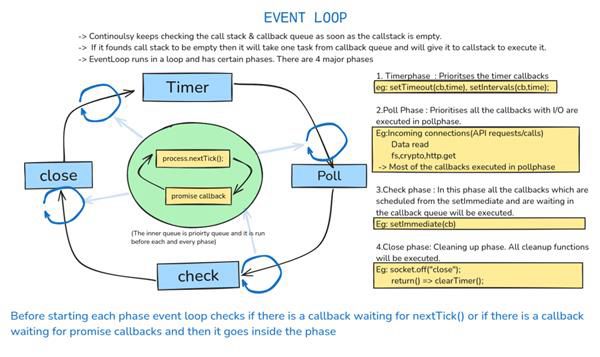 EVENT LOOP
-> Continoulsy keeps checking the call stack & callback queue as soon as the callstack is empty.
-> If it founds call stack to be empty then it will take one task from callback queue and will give it to callstack to execute it.
-> EventLoop runs in a loop and has certain phases. There are 4 major phases
Timer
process.nextTick();
promise callback
close
Poll
(The inner queue is prioirty queue and it is run
before each and every phase)
check
1. Timerphase : Prioritses the timer callbacks
eg: setTimeout(cb,time), setIntervals(cb,time);
2.Poll Phase : Prioritises all the callbacks with I/O are
executed in pollphase.
Eg:Incoming connections(API requests/calls)
Data read
fs,crypto,http.get
-> Most of the callbacks executed in pollphase
3.Check phase : In this phase all the callbacks which are
scheduled from the setImmediate and are waiting in
the callback queue will be executed.
Eg: setImmediate(cb)
4.Close phase: Cleaning up phase. All cleanup functions
will be executed.
Eg: socket.off("close");
return() => clearTimer();
Before starting each phase event loop checks if there is a callback waiting for nextTick() or if there is a callback
waiting for promise callbacks and then it goes inside the phase